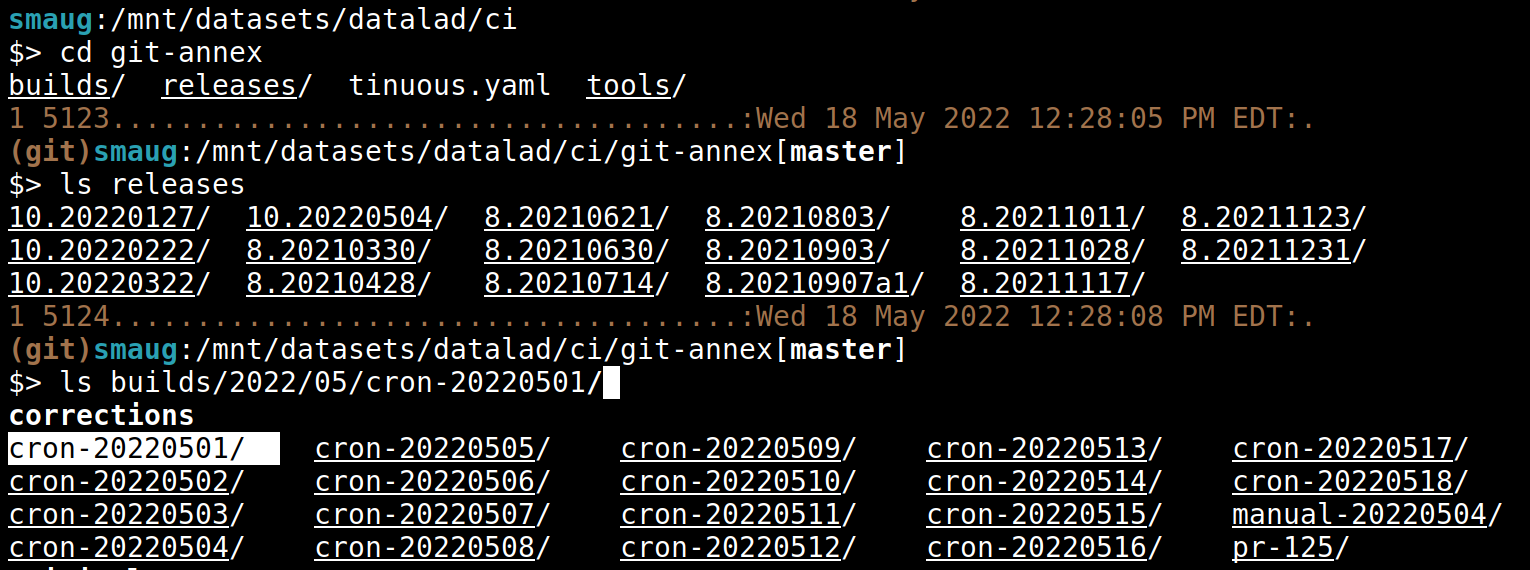 smaug:/mnt/datasets/datalad/ci
$> cd git-annex
builds/  releases/  tinuous.yaml  tools/
1 5123.....................................:Wed 18 May 2022 12:28:05 PM EDT:.
(git)smaug:/mnt/datasets/datalad/ci/git-annex[master]
$> ls releases
10.20220127/  10.20220504/  8.20210621/  8.20210803/    8.20211011/  8.20211123/
10.20220222/  8.20210330/   8.20210630/  8.20210903/    8.20211028/  8.20211231/
10.20220322/  8.20210428/   8.20210714/  8.20210907a1/  8.20211117/
1 5124.....................................:Wed 18 May 2022 12:28:08 PM EDT:.
(git)smaug:/mnt/datasets/datalad/ci/git-annex[master]
$> ls builds/2022/05/cron-20220501/
corrections
cron-20220501/    cron-20220505/    cron-20220509/    cron-20220513/    cron-20220517/
cron-20220502/    cron-20220506/    cron-20220510/    cron-20220514/    cron-20220518/
cron-20220503/    cron-20220507/    cron-20220511/    cron-20220515/    manual-20220504/
cron-20220504/    cron-20220508/    cron-20220512/    cron-20220516/    pr-125/